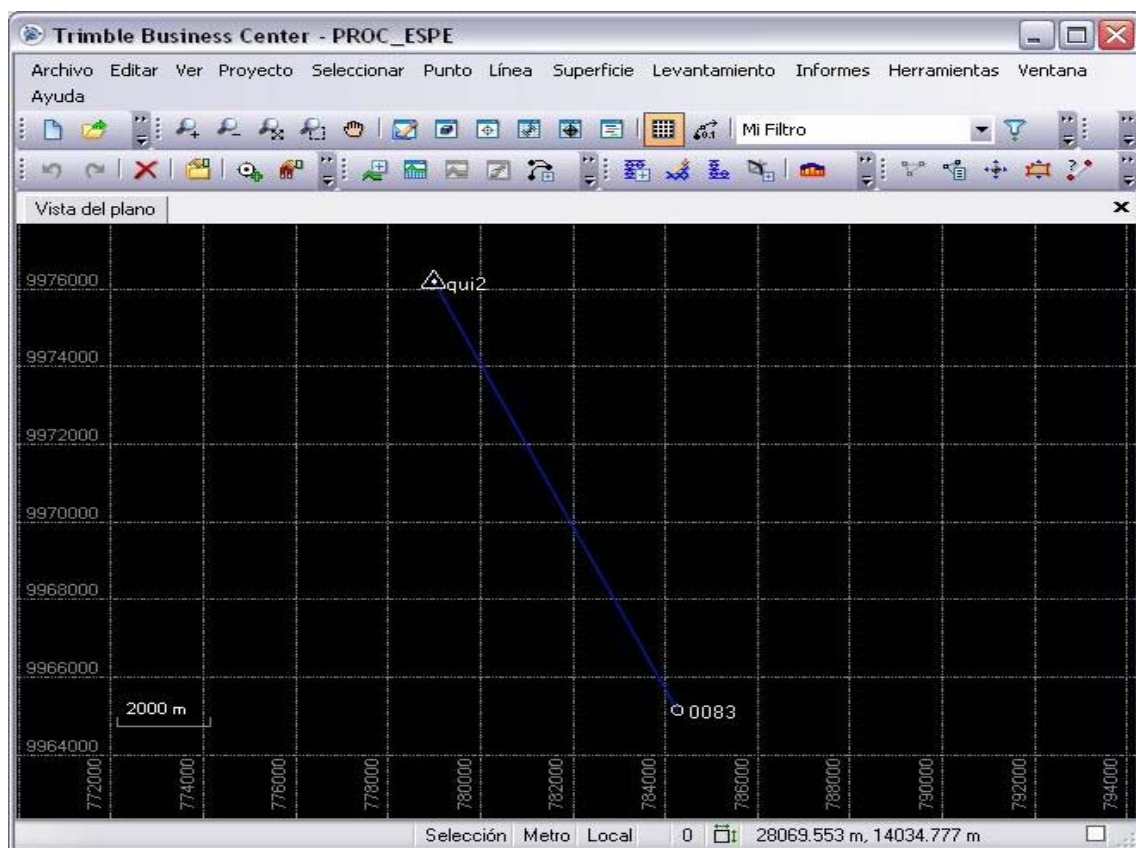 Trimble Business Center - PROC_ESPE
Archivo Editar Ver Proyecto Seleccionar Punto Línea Superficie Levantamiento Informes Herramientas Ventana
Ayuda
Mi Filtro
Vista del plano
9976000
qui2
9974000
9972000
9970000
9968000
9966000
2000 m
0083
9964000
772000
774000
776000
778000
780000
782000
784000
786000
788000
790000
792000
794000
Selección Metro Local 0 28069.553 m, 14034.777 m